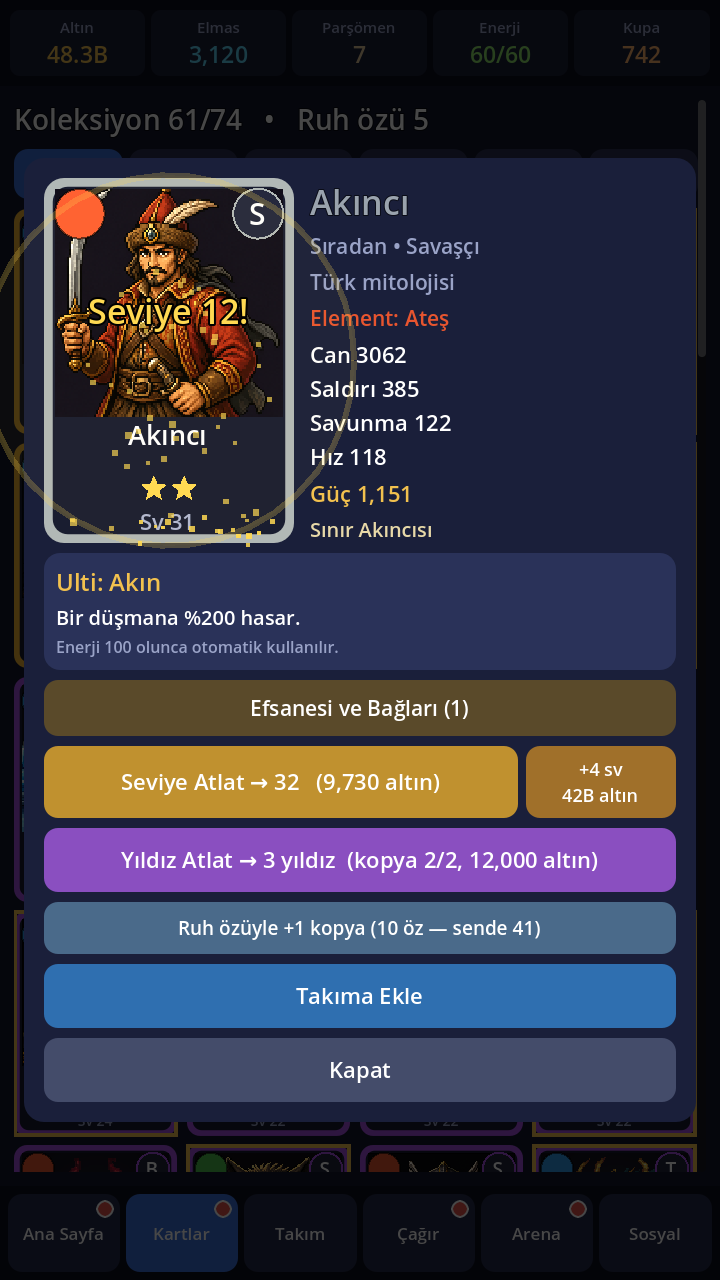 Altın
48.3B
Elmas
3,120
Parşömen
7
Enerji
60/60
Kupa
742
Koleksiyon 61/74 • Ruh özü 5
S
Seviye 12!
Akıncı
Sv 31
Akıncı
Sıradan • Savaşçı
Türk mitolojisi
Element: Ateş
Can 3062
Saldırı 385
Savunma 122
Hız 118
Güç 1,151
Sınır Akıncısı
Ulti: Akın
Bir düşmana %200 hasar.
Enerji 100 olunca otomatik kullanılır.
Efsanesi ve Bağları (1)
Seviye Atlat → 32 (9,730 altın)
+4 sv
42B altın
Yıldız Atlat → 3 yıldız (kopya 2/2, 12,000 altın)
Ruh özüyle +1 kopya (10 öz — sende 41)
Takıma Ekle
Kapat
B
S
S
T
Ana Sayfa
Kartlar
Takım
Çağır
Arena
Sosyal